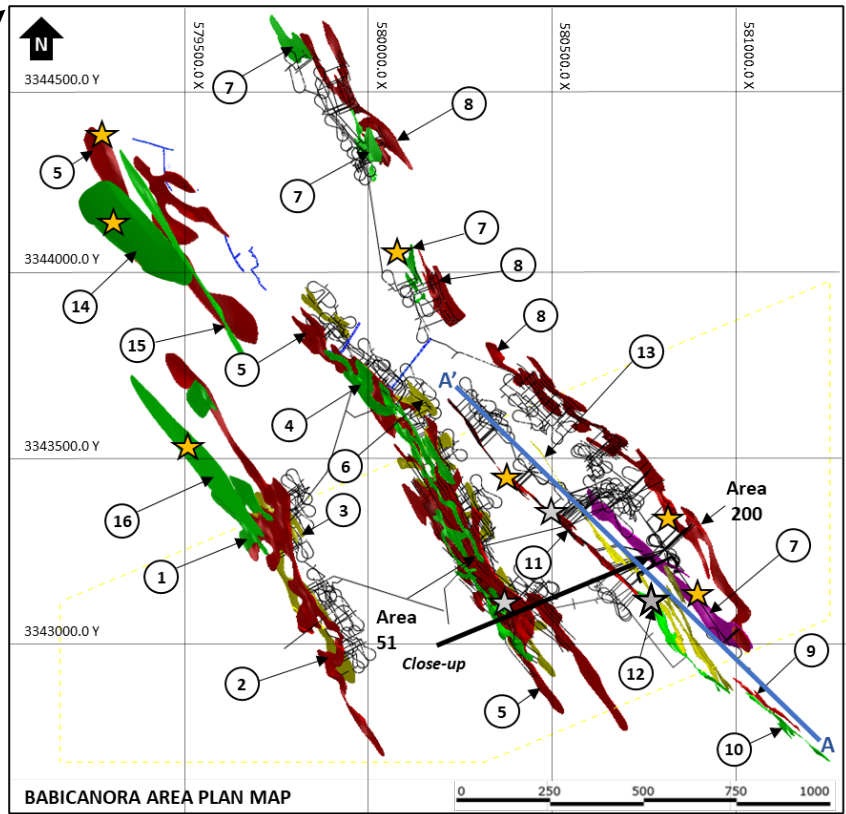 N
579500.0 X
580000.0 X
580500.0 X
581000.0 X
3344500.0 Y
7
8
5
7
7
14
3344000.0 Y
8
15
8
5
13
A'
4
3343500.0 Y
6
16
3
Area
200
11
7
1
Area
51
3343000.0 Y
Close-up
12
9
2
5
10
A
BABICANORA AREA PLAN MAP
0 250 500 750 1000